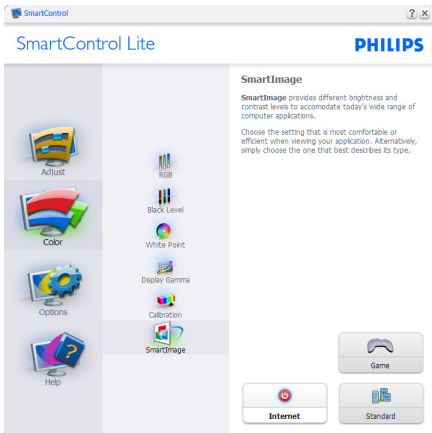 SmartControl
? ×
SmartControl Lite
PHILIPS
Adjust
Color
Options
Help
RGB
Black Level
White Point
Display Gamma
Calibration
SmartImage
SmartImage
SmartImage provides different brightness and
contrast levels to accomodate today's wide range of
computer applications.
Choose the setting that is most comfortable or
efficient when viewing your application. Alternatively,
simply choose the one that best describes its type.
Game
Internet
Standard